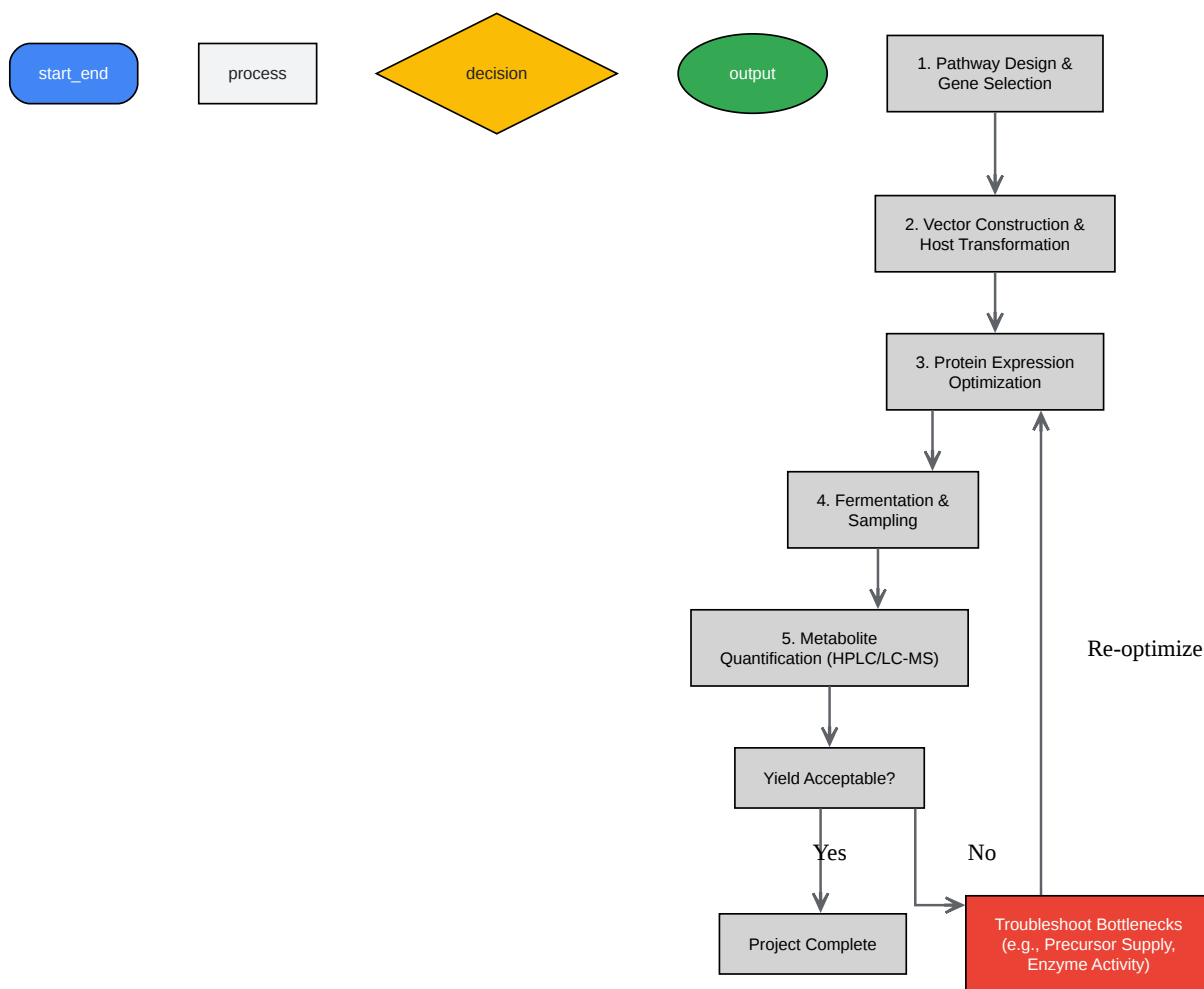 start_end
process
decision
output
1. Pathway Design &
Gene Selection
2. Vector Construction &
Host Transformation
3. Protein Expression
Optimization
4. Fermentation &
Sampling
5. Metabolite
Quantification (HPLC/LC-MS)
Re-optimize
Yield Acceptable?
Yes
No
Project Complete
Troubleshoot Bottlenecks
(e.g., Precursor Supply,
Enzyme Activity)